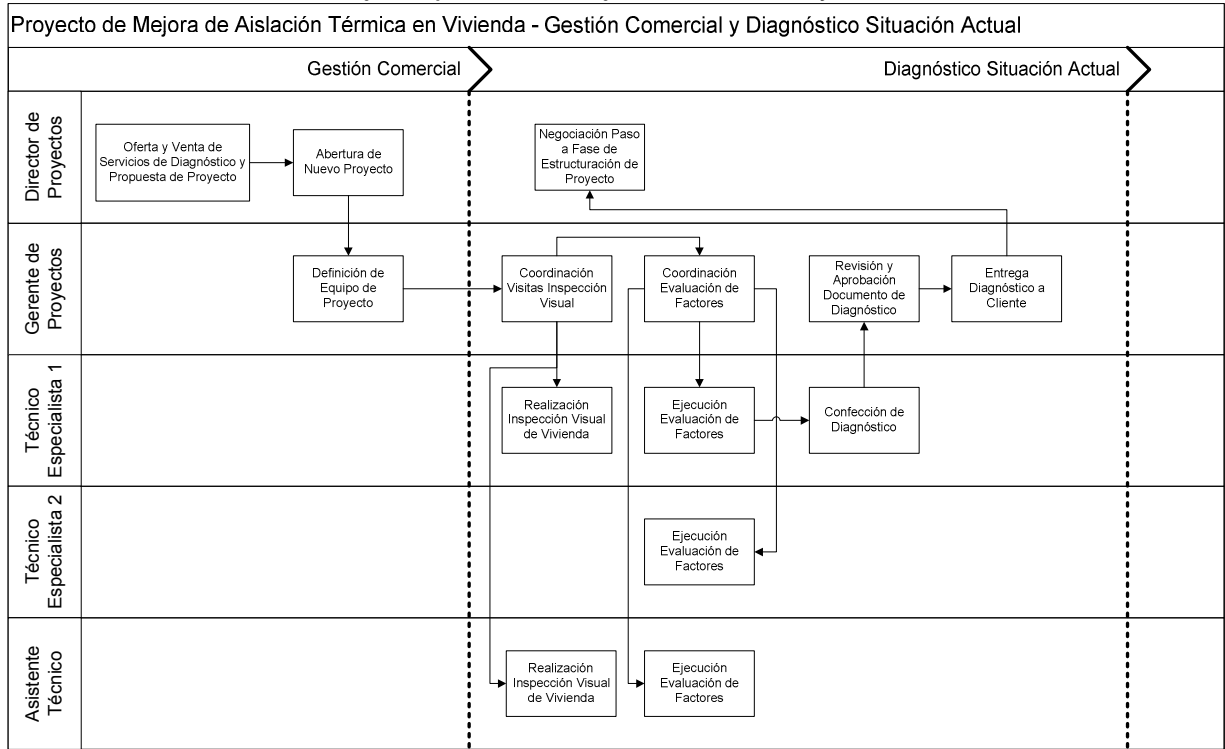 Proyecto de Mejora de Aislación Térmica en Vivienda - Gestión Comercial y Diagnóstico Situación Actual
Gestión Comercial
Diagnóstico Situación Actual
Director de
Proyectos
Oferta y Venta de
Servicios de Diagnóstico y
Propuesta de Proyecto
Abertura de
Nuevo Proyecto
Negociación Paso
a Fase de
Estructuración de
Proyecto
Gerente de
Proyectos
Definición de
Equipo de
Proyecto
Coordinación
Visitas Inspección
Visual
Coordinación
Evaluación de
Factores
Revisión y
Aprobación
Documento de
Diagnóstico
Entrega
Diagnóstico a
Cliente
Técnico
Especialista 1
Realización
Inspección Visual
de Vivienda
Ejecución
Evaluación de
Factores
Confección de
Diagnóstico
Técnico
Especialista 2
Ejecución
Evaluación de
Factores
Asistente
Técnico
Realización
Inspección Visual
de Vivienda
Ejecución
Evaluación de
Factores